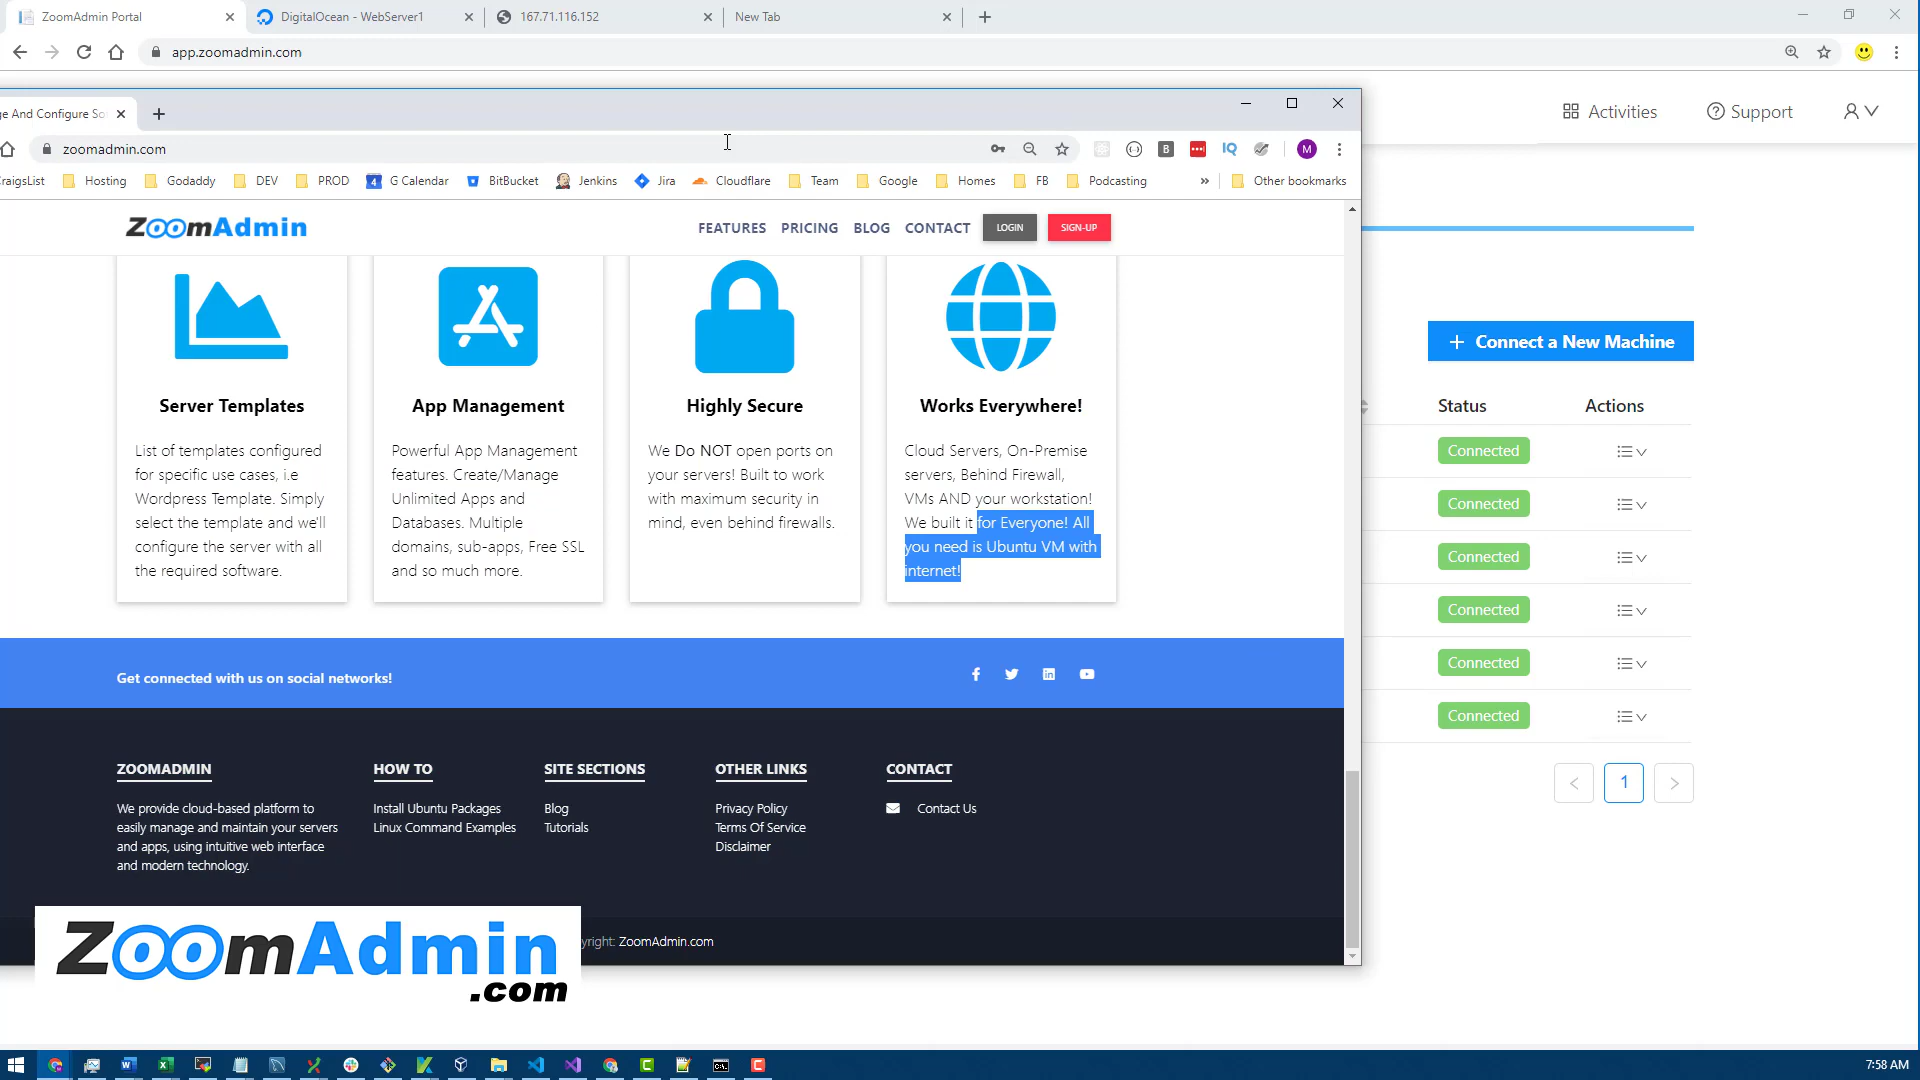 ZoomAdmin Portal
DigitalOcean - WebServer1
167.71.116.152
New Tab
app.zoomadmin.com
Activities
Support
ge And Configure So
zoomadmin.com
B
IQ
M
raigsList
Hosting
Godaddy
DEV
PROD
4
G Calendar
BitBucket
Jenkins
Jira
Cloudflare
Team
Google
Homes
FB
Podcasting
»
Other bookmarks
ZoomAdmin
FEATURES
PRICING
BLOG
CONTACT
LOGIN
SIGN-UP
Connect a New Machine
Status
Actions
Connected
Connected
Connected
Connected
Connected
Connected
1
Server Templates
List of templates configured
for specific use cases, i.e
Wordpress Template. Simply
select the template and we'll
configure the server with all
the required software.
App Management
Powerful App Management
features. Create/Manage
Unlimited Apps and
Databases. Multiple
domains, sub-apps, Free SSL
and so much more.
Highly Secure
We Do NOT open ports on
your servers! Built to work
with maximum security in
mind, even behind firewalls.
Works Everywhere!
Cloud Servers, On-Premise
servers, Behind Firewall,
VMs AND your workstation!
We built it for Everyone! All
you need is Ubuntu VM with
internet!
Get connected with us on social networks!
ZOOMADMIN
We provide cloud-based platform to
easily manage and maintain your servers
and apps, using intuitive web interface
and modern technology.
HOW TO
Install Ubuntu Packages
Linux Command Examples
SITE SECTIONS
Blog
Tutorials
OTHER LINKS
Privacy Policy
Terms Of Service
Disclaimer
CONTACT
Contact Us
yright: ZoomAdmin.com
ZoomAdmin
.com
7:58 AM